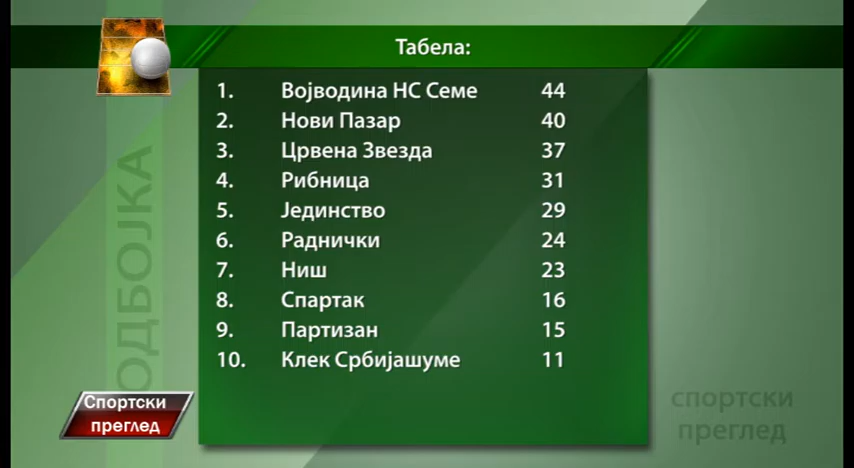 Табела:
1. Војводина НС Семе 44
2. Нови Пазар 40
3. Црвена Звезда 37
4. Рибница 31
5. Јединство 29
6. Раднички 24
7. Ниш 23
8. Спартак 16
9. Партизан 15
10. Клек Србијашуме 11
ОДБОЈКА
Спортски
преглед
спортски
преглед